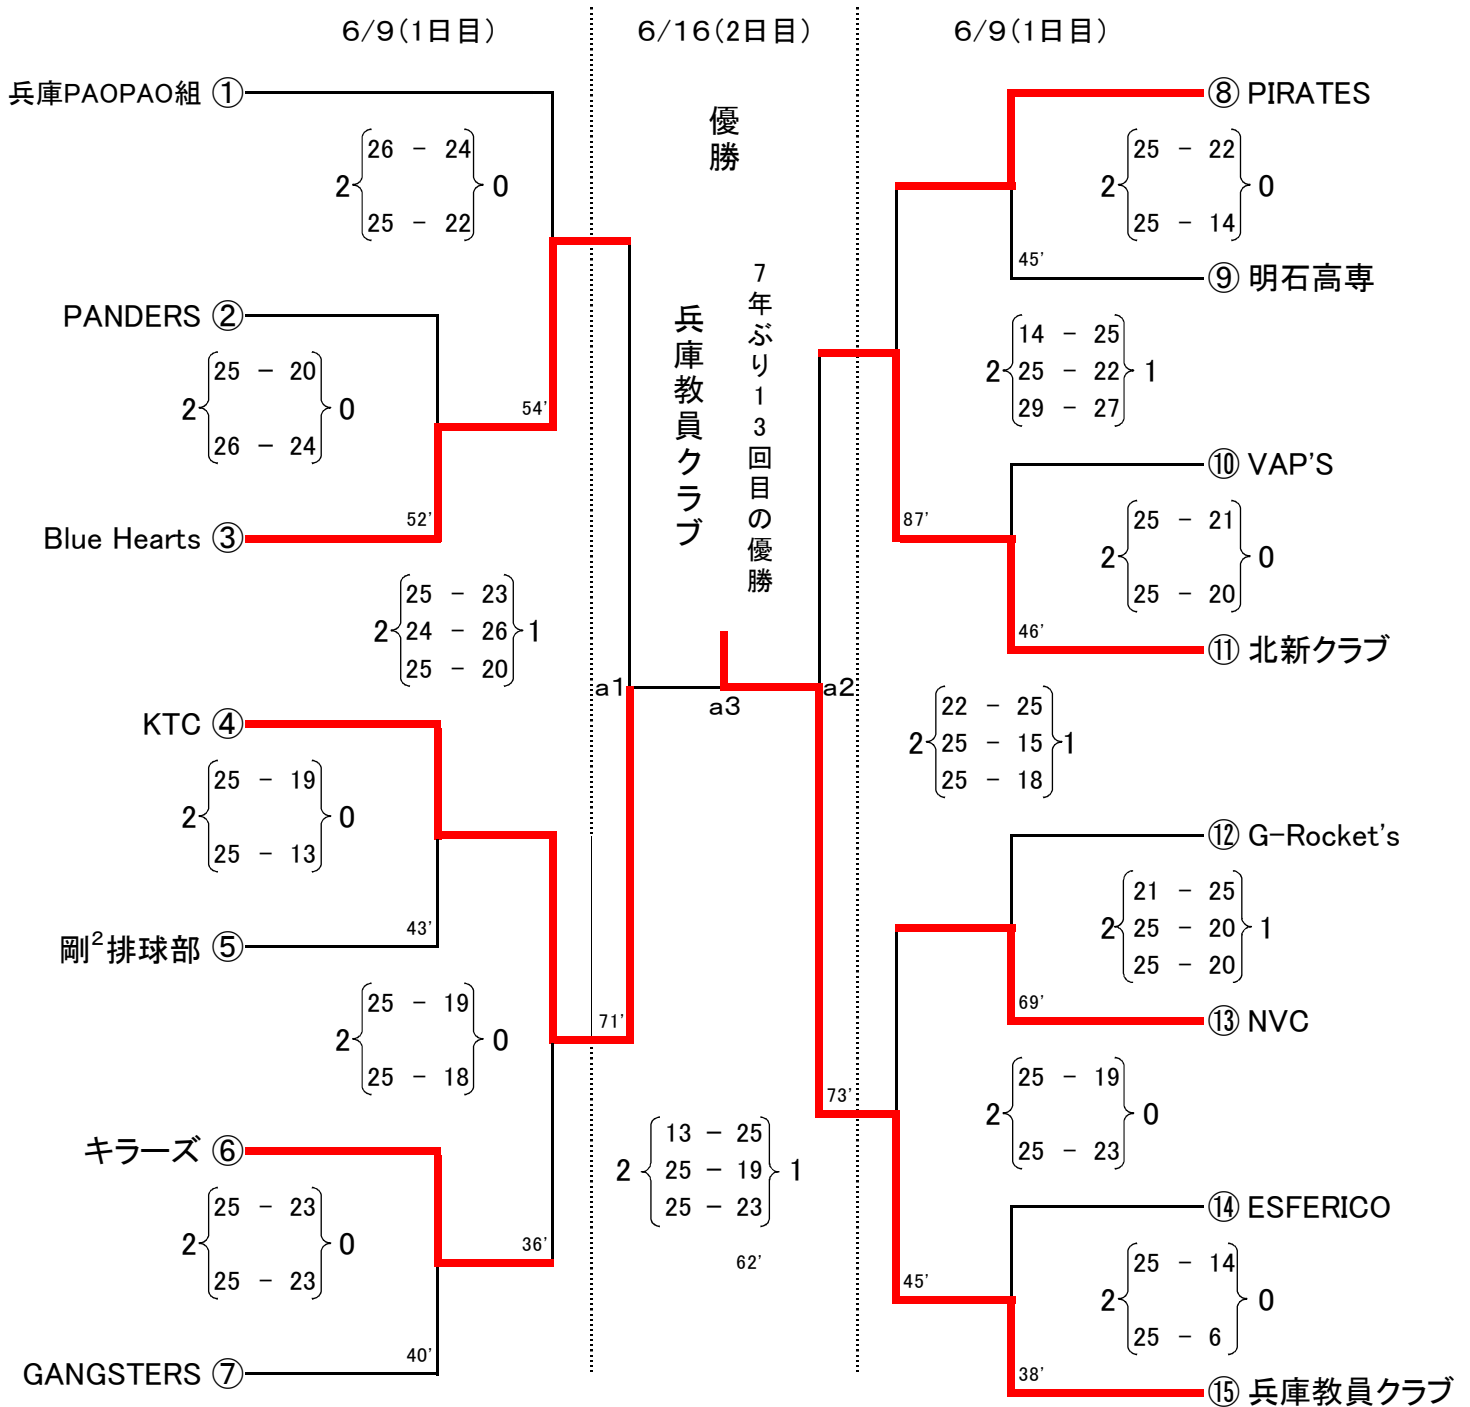 6/9(1日目)
6/16(2日目)
6/9(1日目)
兵庫PAOPAO組 ①
26 - 24
2 0
25 - 22
PANDERS ②
25 - 20
2 0
26 - 24
54'
52'
Blue Hearts ③
25 - 23
2 24 - 26 1
25 - 20
KTC ④
25 - 19
2 0
25 - 13
43'
剛²排球部 ⑤
25 - 19
2 0
25 - 18
71'
キラーズ ⑥
25 - 23
2 0
25 - 23
36'
40'
GANGSTERS ⑦
優勝
兵庫教員クラブ
7年ぶり13回目の優勝
a1
a3
a2
13 - 25
2 25 - 19 1
25 - 23
62'
⑧ PIRATES
25 - 22
2 0
25 - 14
45'
⑨ 明石高専
14 - 25
2 25 - 22 1
29 - 27
⑩ VAP'S
87'
25 - 21
2 0
25 - 20
46'
⑪ 北新クラブ
22 - 25
2 25 - 15 1
25 - 18
⑫ G-Rocket's
21 - 25
2 25 - 20 1
25 - 20
69'
⑬ NVC
73'
25 - 19
2 0
25 - 23
⑭ ESFERICO
45'
25 - 14
2 0
25 - 6
38'
⑮ 兵庫教員クラブ